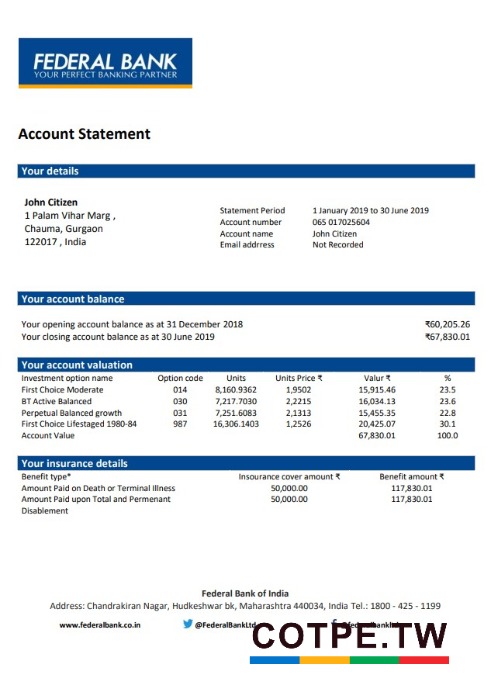 FEDERAL BANK
YOUR PERFECT BANKING PARTNER
Account Statement
Your details
John Citizen
1 Palam Vihar Marg ,
Chauma, Gurgaon
122017 , India
Statement Period 1 January 2019 to 30 June 2019
Account number 065 017025604
Account name John Citizen
Email addrress Not Recorded
Your account balance
Your opening account balance as at 31 December 2018 ₹60,205.26
Your closing account balance as at 30 June 2019 ₹67,830.01
Your account valuation
Investment option name Option code Units Units Price ₹ Valur ₹ %
First Choice Moderate 014 8,160.9362 1,9502 15,915.46 23.5
BT Active Balanced 030 7,217.7030 2,2215 16,034.13 23.6
Perpetual Balanced growth 031 7,251.6083 2,1313 15,455.35 22.8
First Choice Lifestaged 1980-84 987 16,306.1403 1,2526 20,425.07 30.1
Account Value 67,830.01 100.0
Your insurance details
Benefit type* Insourance cover amount ₹ Benefit amount ₹
Amount Paid on Death or Terminal Illness 50,000.00 117,830.01
Amount Paid upon Total and Permenant 50,000.00 117,830.01
Disablement
Federal Bank of India
Address: Chandrakiran Nagar, Hudkeshwar bk, Maharashtra 440034, India Tel.: 1800 - 425 - 1199
www.federalbank.co.in @FederalBankLtd
COTPE.TW